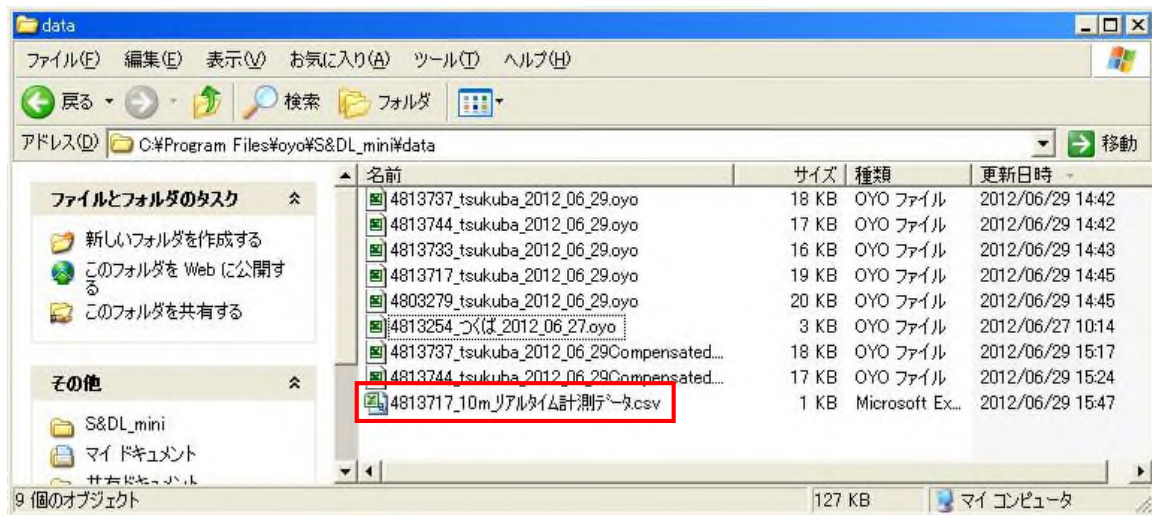 data
ファイル(F) 編集(E) 表示(V) お気に入り(A) ツール(T) ヘルプ(H)
戻る 検索 フォルダ
アドレス(D) C:¥Program Files¥oyo¥S&DL_mini¥data 移動
ファイルとフォルダのタスク
新しいフォルダを作成する
このフォルダを Web に公開す
る
このフォルダを共有する
その他
S&DL_mini
マイ ドキュメント
共有ドキュメント
名前 サイズ 種類 更新日時
4813737_tsukuba_2012_06_29.oyo 18 KB OYO ファイル 2012/06/29 14:42
4813744_tsukuba_2012_06_29.oyo 17 KB OYO ファイル 2012/06/29 14:42
4813733_tsukuba_2012_06_29.oyo 16 KB OYO ファイル 2012/06/29 14:43
4813717_tsukuba_2012_06_29.oyo 19 KB OYO ファイル 2012/06/29 14:45
4803279_tsukuba_2012_06_29.oyo 20 KB OYO ファイル 2012/06/29 14:45
4813254_つくば_2012_06_27.oyo 3 KB OYO ファイル 2012/06/27 10:14
4813737_tsukuba_2012_06_29Compensated... 18 KB OYO ファイル 2012/06/29 15:17
4813744_tsukuba_2012_06_29Compensated... 17 KB OYO ファイル 2012/06/29 15:24
4813717_10m_リアルタイム計測データ.csv 1 KB Microsoft Ex... 2012/06/29 15:47
9 個のオブジェクト 127 KB マイ コンピュータ